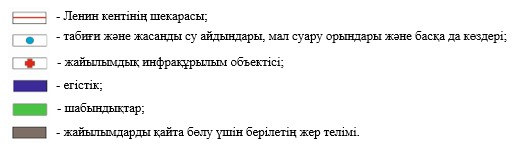 - Ленин кентінің шекарасы;
- табиғи және жасанды су айдындары, мал суару орындары және басқа да көздері;
- жайылымдық инфрақұрылым объектісі;
- егістік;
- шабындықтар;
- жайылымдарды қайта бөлу үшін берілетің жер телімі.